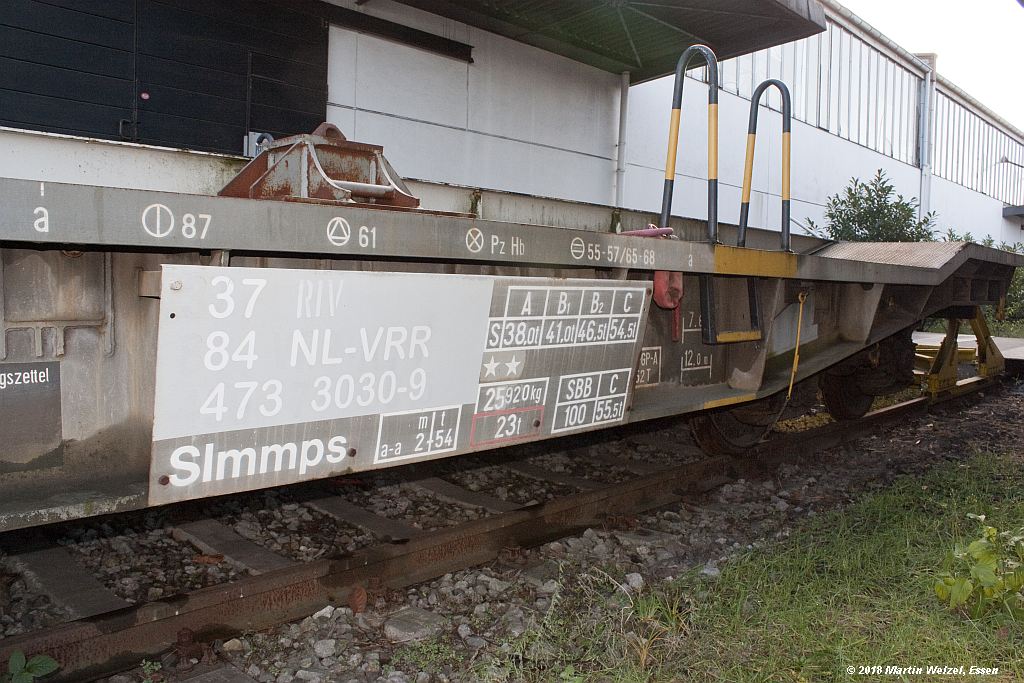 a 87 61 Pz Hb 55-57/65-68 a
37 RIV
84 NL-VRR
473 3030-9
Slmmps
m t
a-a 2-54
A B1 B2 C
S 38.0t 41.0t 46.5t 54.5t
★★
25920kg
23t
SBB C
100 55.5t
GP-A
12.0 m
gszettel
© 2018 Martin Welzel, Essen